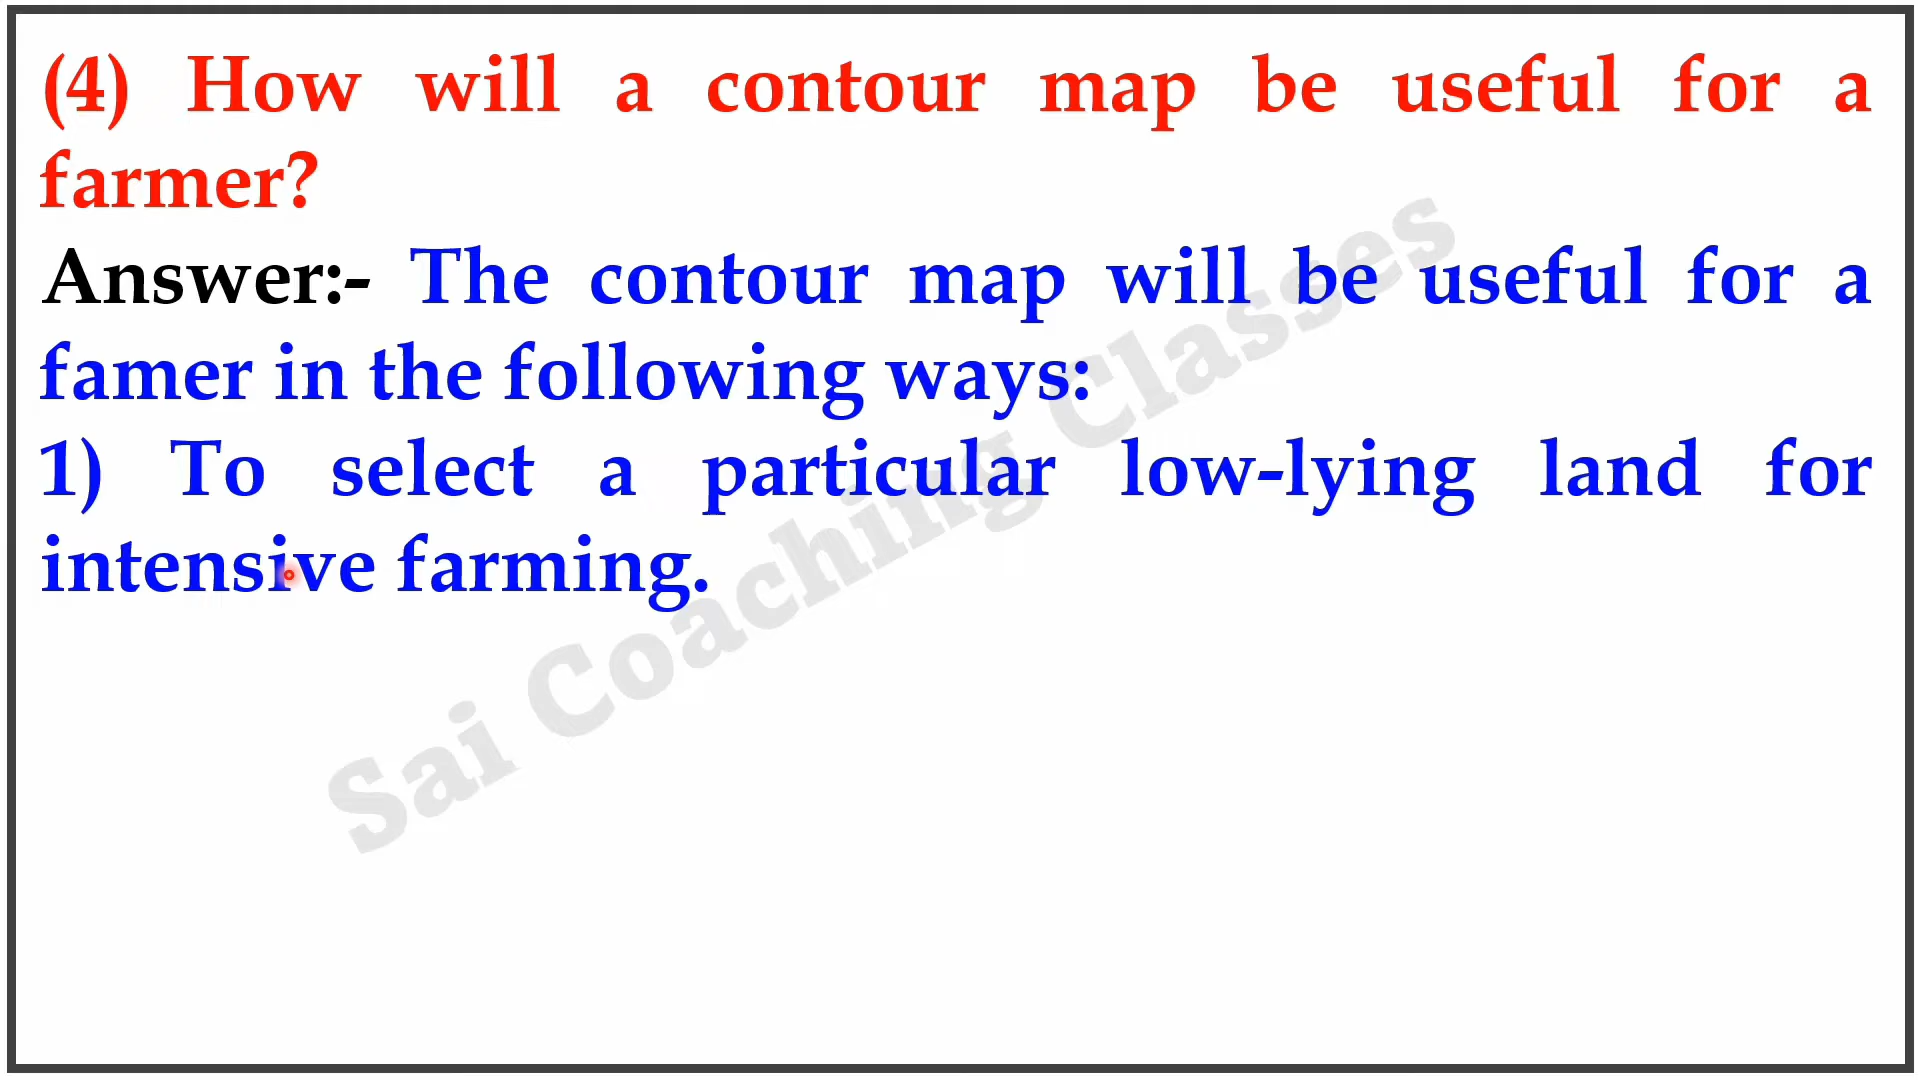 (4) How will a contour map be useful for a
farmer?
Answer:- The contour map will be useful for a
famer in the following ways:
1) To select a particular low-lying land for
intensive farming.
Sai Coaching Classes